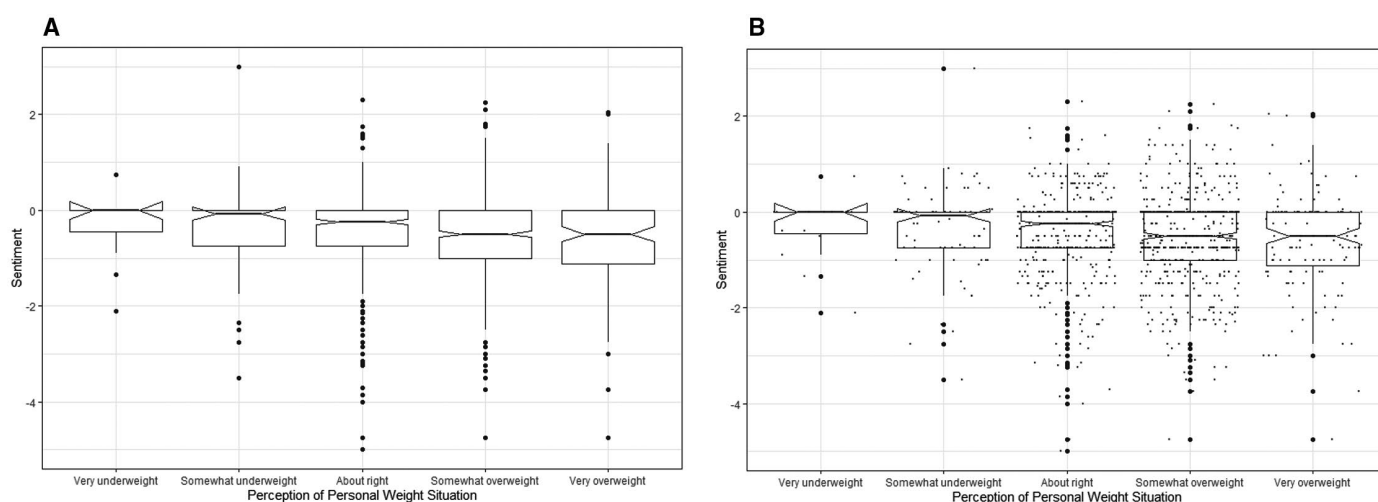 A
2
0
-2
-4
Sentiment
Very underweight Somewhat underweight About right Somewhat overweight Very overweight
Perception of Personal Weight Situation
B
2
0
-2
-4
Sentiment
Very underweight Somewhat underweight About right Somewhat overweight Very overweight
Perception of Personal Weight Situation